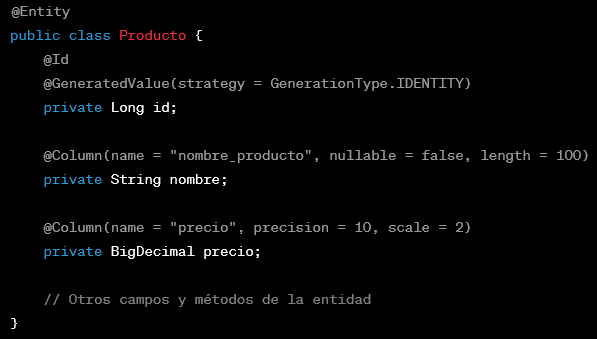 @Entity
public class Producto {
    @Id
    @GeneratedValue(strategy = GenerationType.IDENTITY)
    private Long id;
    @Column(name = "nombre_producto", nullable = false, length = 100)
    private String nombre;
    @Column(name = "precio", precision = 10, scale = 2)
    private BigDecimal precio;
    // Otros campos y métodos de la entidad
}